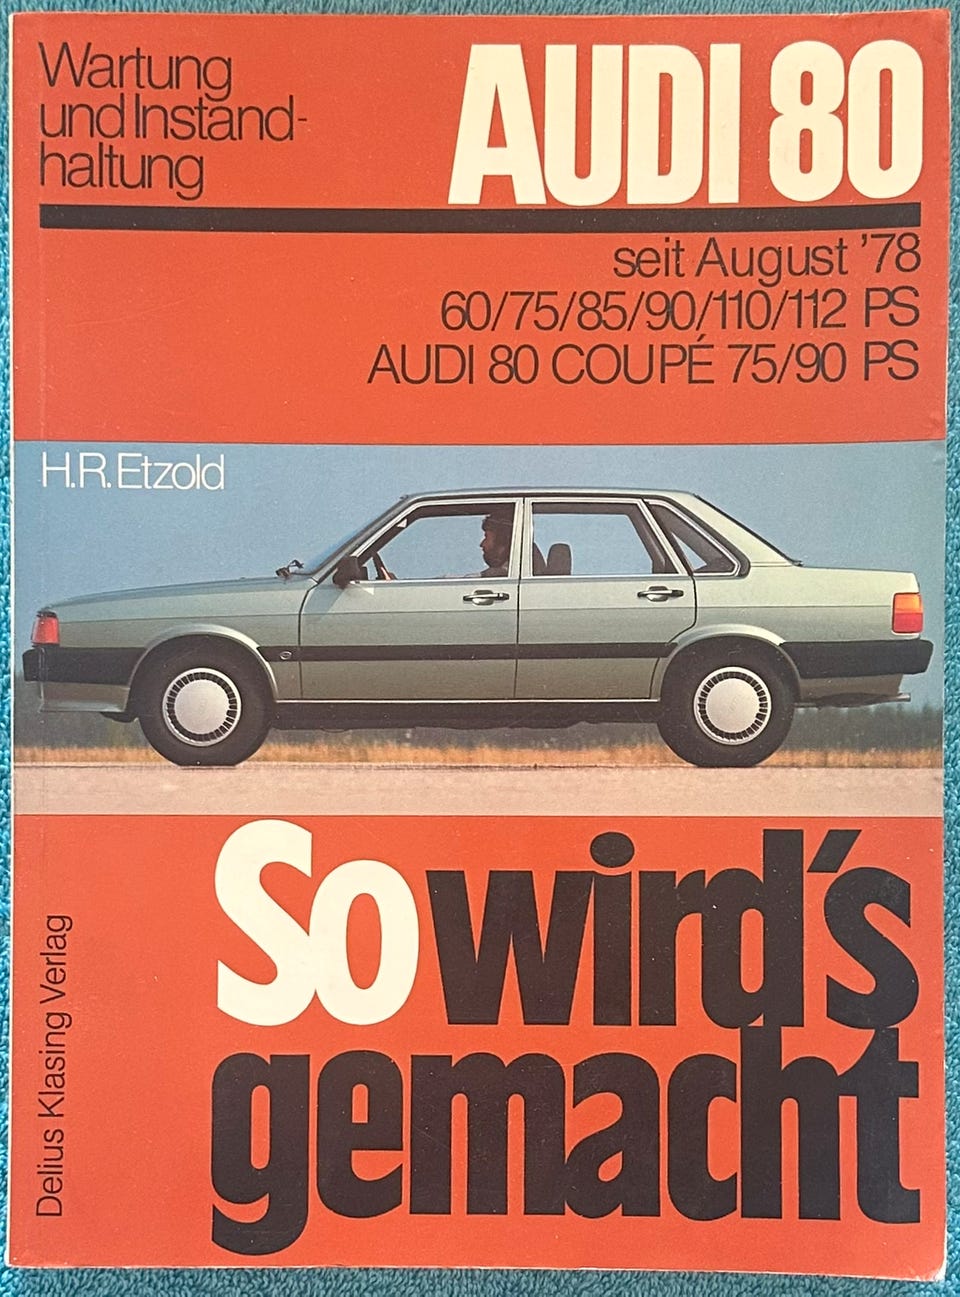 Wartung
und Instand-
haltung
AUDI 80
seit August '78
60/75/85/90/110/112 PS
AUDI 80 COUPÉ 75/90 PS
H.R. Etzold
So wird's
gemacht
Delius Klasing Verlag